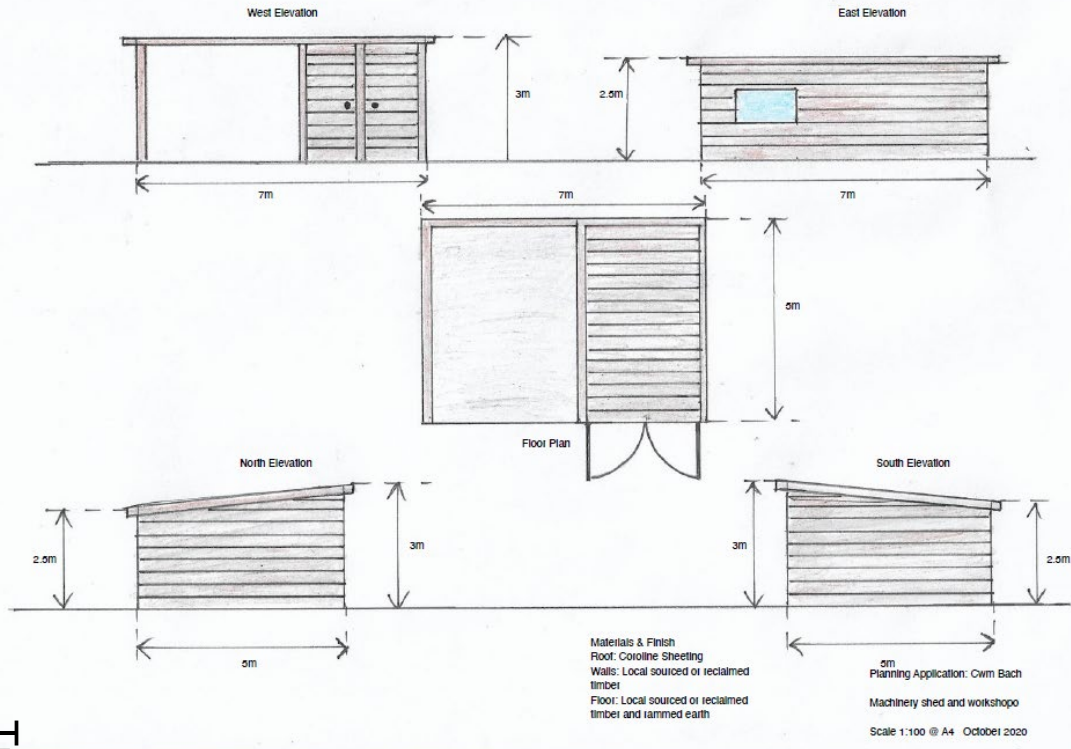 West Elevation
East Elevation
3m
2.5m
7m
7m
7m
5m
Floor Plan
North Elevation
South Elevation
2.5m
3m
3m
2.5m
5m
5m
Materials & Finish
Roof: Coroline Sheeting
Walls: Local sourced or reclaimed
timber
Floor: Local sourced or reclaimed
timber and rammed earth
Planning Application: Cwm Bach
Machinery shed and workshopo
Scale 1:100 @ A4 October 2020